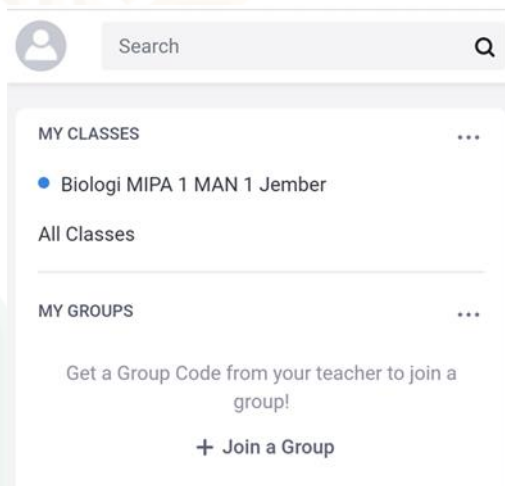 Search
MY CLASSES
Biologi MIPA 1 MAN 1 Jember
All Classes
MY GROUPS
Get a Group Code from your teacher to join a
group!
+ Join a Group